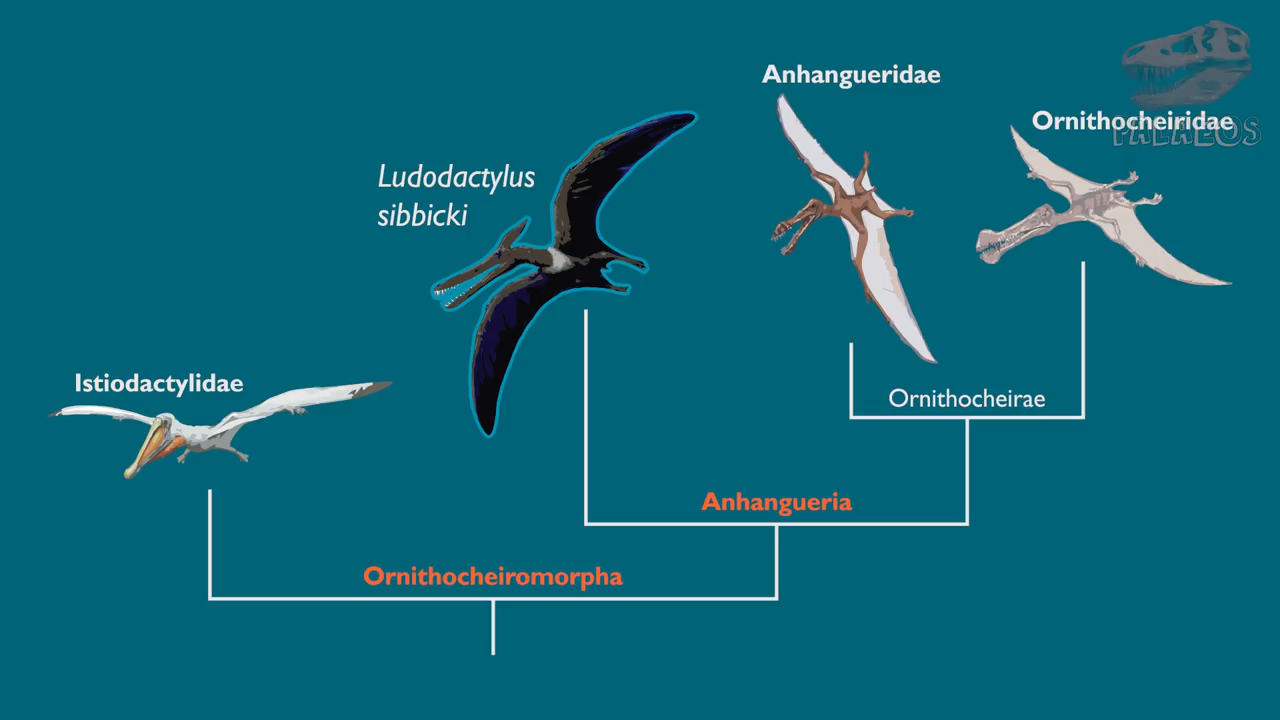 Anhangueridae
Ornithocheiridae
PALAEOS
Ludodactylus
sibbicki
Istiodactylidae
Ornithocheirae
Anhangueria
Ornithocheiromorpha